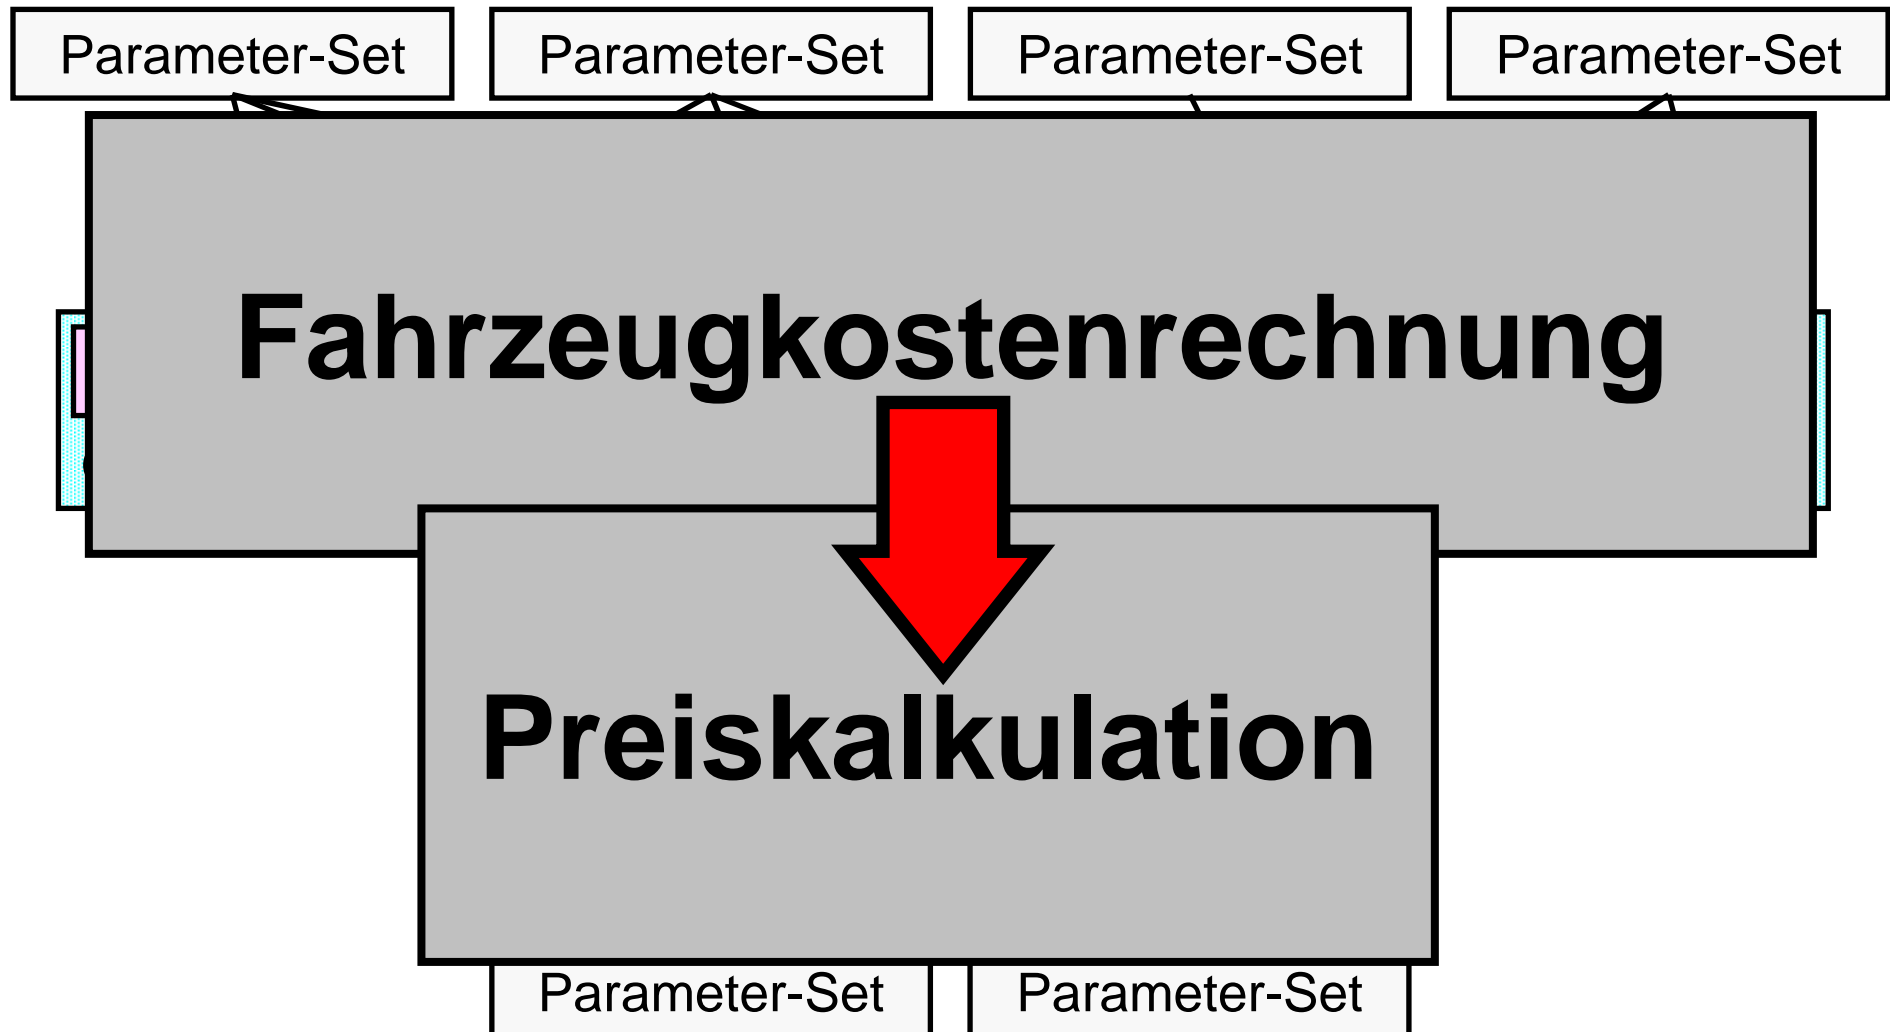 Parameter-Set Parameter-Set Parameter-Set Parameter-Set
Fahrzeugkostenrechnung
Preiskalkulation
Parameter-Set Parameter-Set